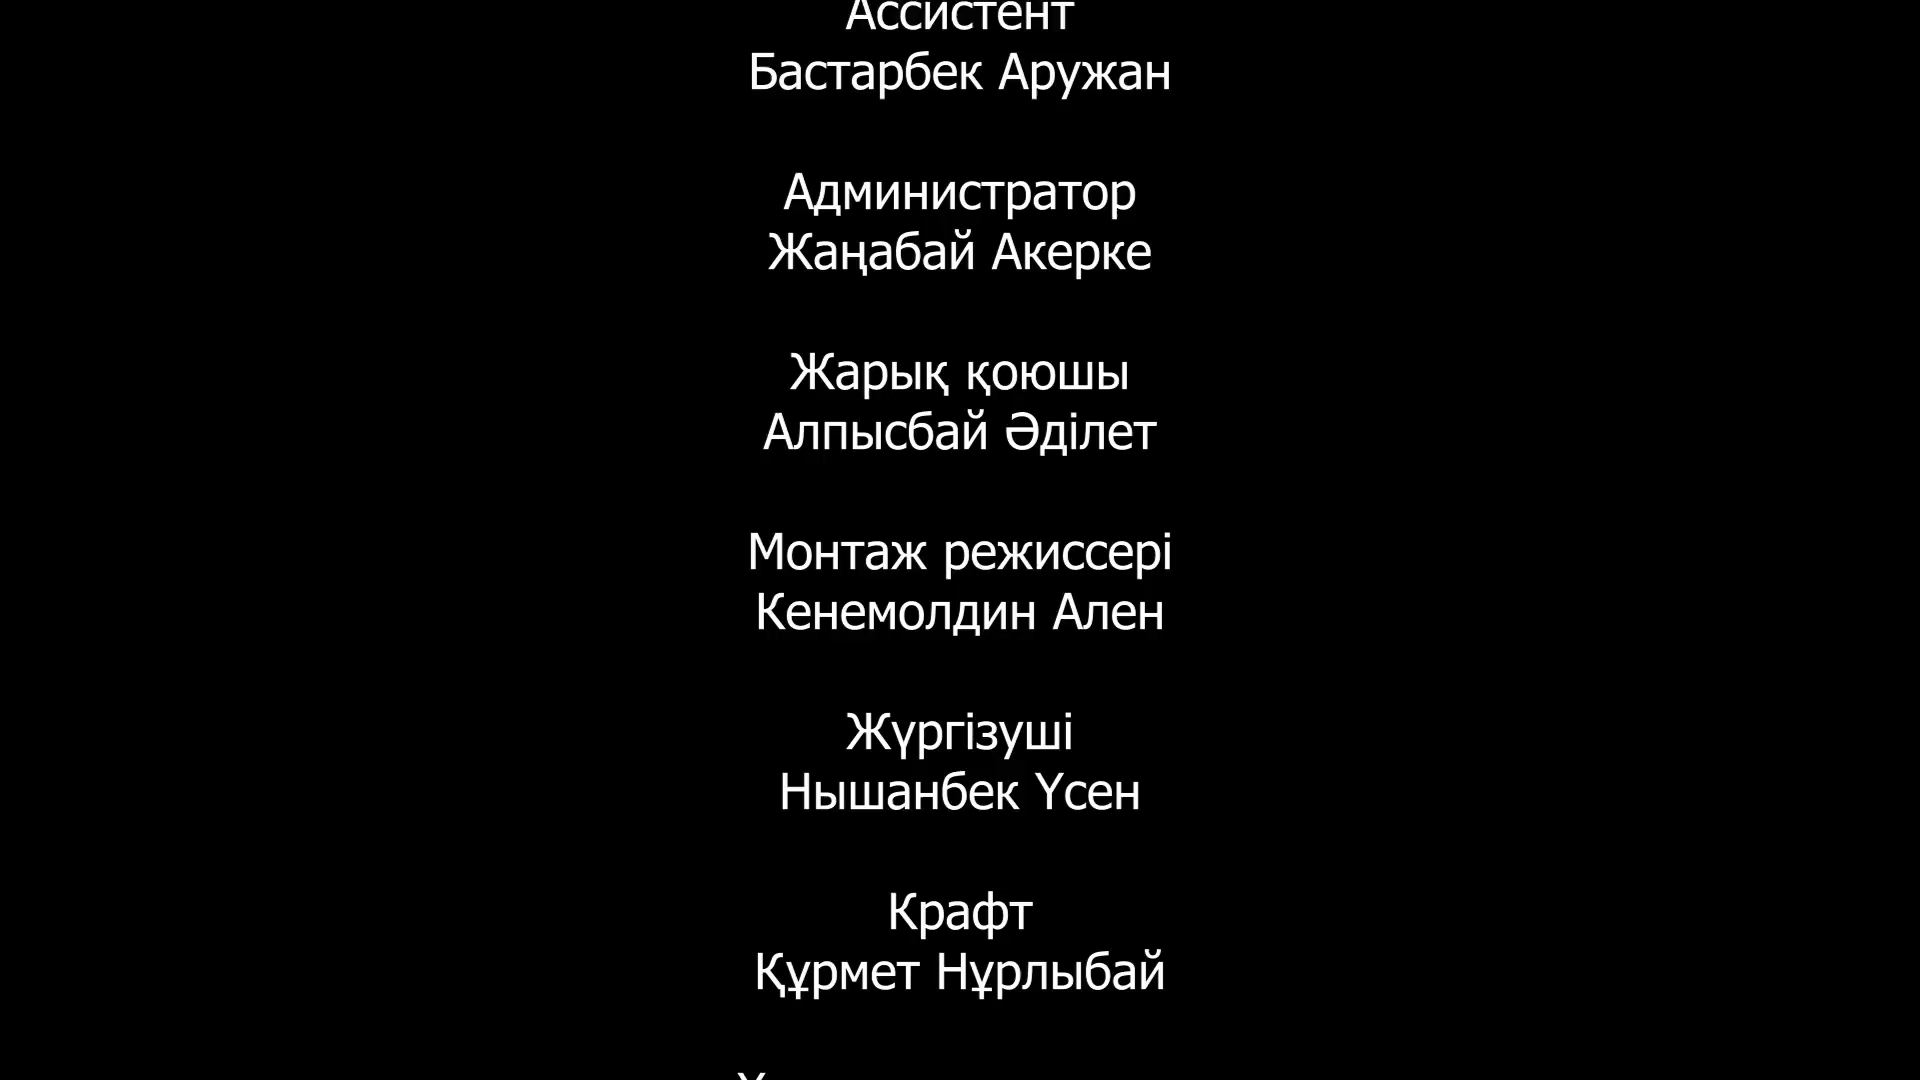 Ассистент
Бастарбек Аружан
Администратор
Жаңабай Акерке
Жарық қоюшы
Алпысбай Әділет
Монтаж режиссері
Кенемолдин Ален
Жүргізуші
Нышанбек Үсен
Крафт
Құрмет Нұрлыбай